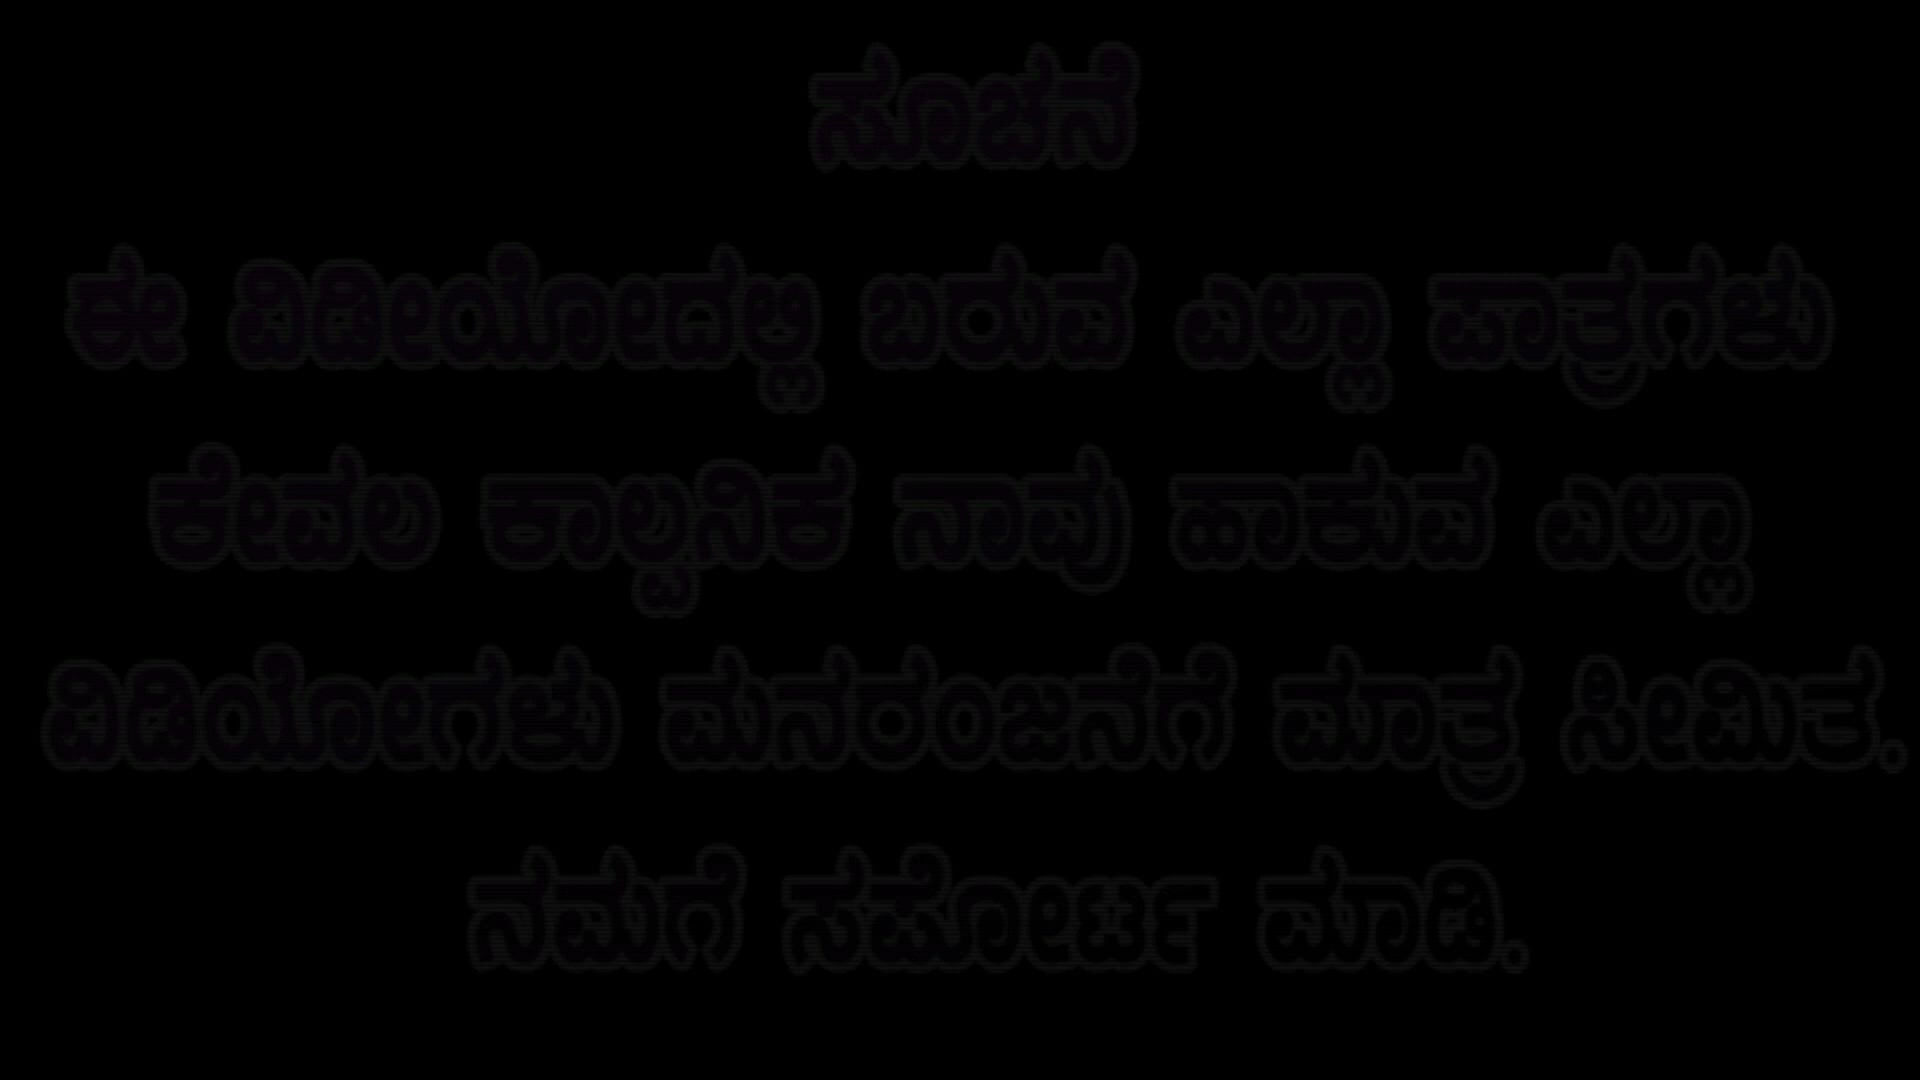 ಸೂಚನೆ
ಈ ವಿಡೀಯೋದಲ್ಲಿ ಬರುವ ಎಲ್ಲಾ ಪಾತ್ರಗಳು
ಕೇವಲ ಕಾಲ್ಪನಿಕ ನಾವು ಹಾಕುವ ಎಲ್ಲಾ
ವಿಡಿಯೋಗಳು ಮನರಂಜನೆಗೆ ಮಾತ್ರ ಸೀಮಿತ.
ನಮಗೆ ಸಪೋರ್ಟ್ ಮಾಡಿ.